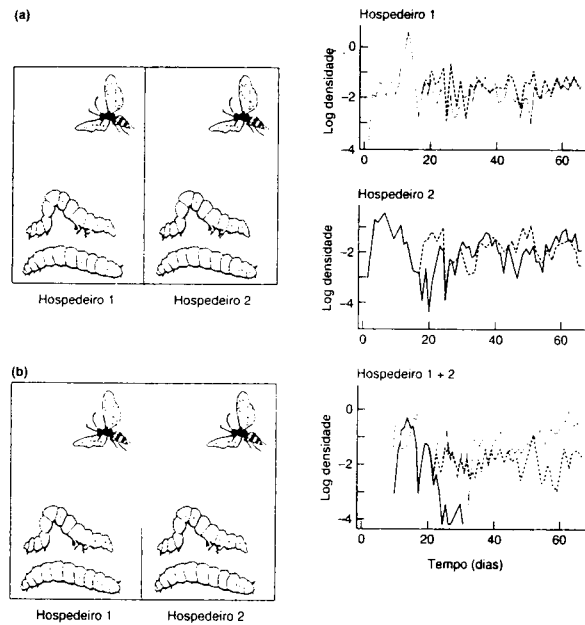 (a)
Hospedeiro 1
Hospedeiro 2
Hospedeiro 1
Log densidade
0
−2
−4
0
20
40
60
Hospedeiro 2
Log densidade
−2
−4
0
20
40
60
(b)
Hospedeiro 1
Hospedeiro 2
Hospedeiro 1 + 2
Log densidade
0
−2
−4
0
20
40
60
Tempo (dias)